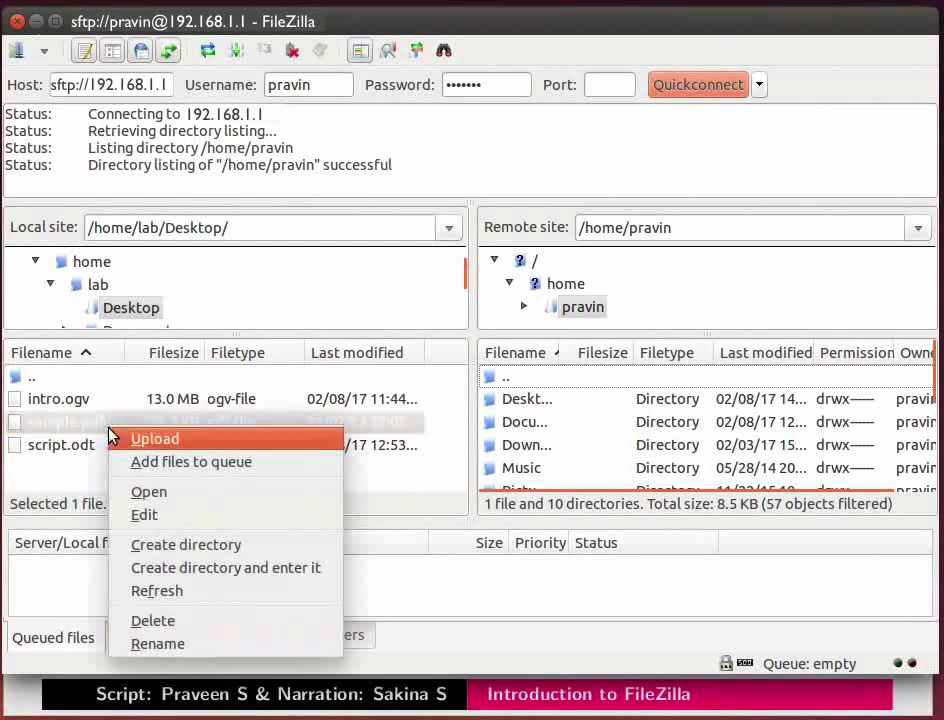 sftp://pravin@192.168.1.1 - FileZilla
Host: sftp://192.168.1.1 Username: pravin Password: ••••••• Port: Quickconnect
Status: Connecting to 192.168.1.1
Status: Retrieving directory listing...
Status: Listing directory /home/pravin
Status: Directory listing of "/home/pravin" successful
Local site: /home/lab/Desktop/
home
lab
Desktop
Remote site: /home/pravin
/
home
pravin
Filename Filesize Filetype Last modified
..
intro.ogv 13.0 MB ogv-file 02/08/17 11:44...
script.odt /17 12:53...
Selected 1 file.
Filename Filesize Filetype Last modified Permission Owne
..
Deskt... Directory 02/08/17 14... drwx------ pravin
Docu... Directory 02/08/17 14... drwx------ pravin
Down... Directory 02/03/17 15... drwx------ pravin
Music Directory 05/28/14 20... drwx------ pravin
1 file and 10 directories. Total size: 8.5 KB (57 objects filtered)
Upload
Add files to queue
Open
Edit
Create directory
Create directory and enter it
Refresh
Delete
Rename
Server/Local f Size Priority Status
Queued files ers
Queue: empty
Script: Praveen S & Narration: Sakina S Introduction to FileZilla